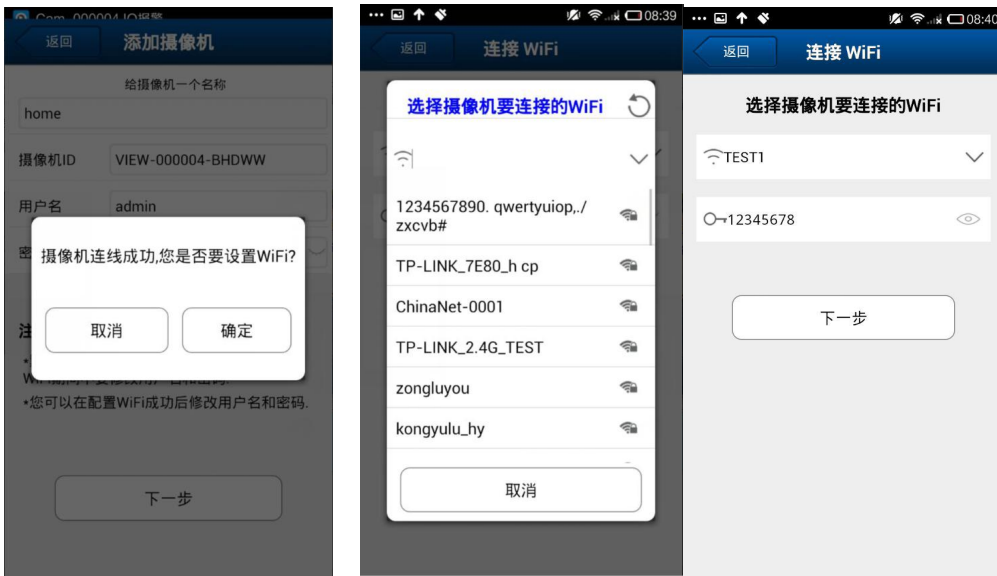 返回
添加摄像机
给摄像机一个名称
home
摄像机ID
VIEW-000004-BHDWW
用户名
admin
密
摄像机连线成功,您是否要设置WiFi?
取消
确定
注
*您可以在配置WiFi成功后修改用户名和密码.
下一步
08:39
返回
连接 WiFi
选择摄像机要连接的WiFi
1234567890. qwertyuiop,./
zxcvb#
TP-LINK_7E80_h cp
ChinaNet-0001
TP-LINK_2.4G_TEST
zongluyou
kongyulu_hy
取消
08:40
返回
连接 WiFi
选择摄像机要连接的WiFi
TEST1
12345678
下一步